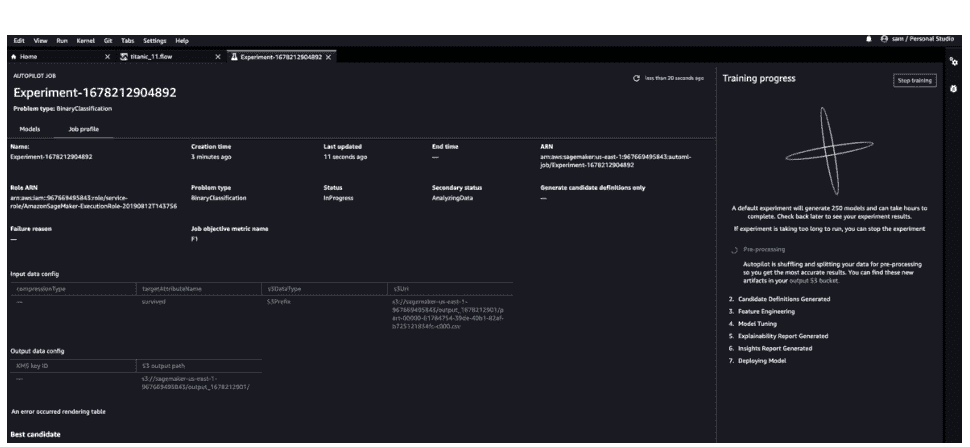 Edit View Run Kernel Git Tabs Settings Help
sam / Personal Studio
Home
titanic_11.flow
Experiment-1678212904892
AUTOPILOT JOB
less than 20 seconds ago
Experiment-1678212904892
Problem type: BinaryClassification
Models Job profile
Name: Creation time Last updated End time ARN
Experiment-1678212904892 3 minutes ago 11 seconds ago — arn:aws:sagemaker:us-east-1:967669495843:automl-
job/Experiment-1678212904892
Role ARN Problem type Status Secondary status Generate candidate definitions only
arn:aws:iam::967669495843:role/service- BinaryClassification InProgress AnalyzingData —
role/AmazonSageMaker-ExecutionRole-20190812T143756
Failure reason Job objective metric name
— F1
Input data config
compressionType targetAttributeName s3DataType s3Uri
— survived S3Prefix s3://sagemaker-us-east-1-
967669495843/output_1678212901/p
Output data config
KMS key ID S3 output path
— s3://sagemaker-us-east-1-
967669495843/output_1678212901/
An error occurred rendering table
Best candidate
Training progress
Stop training
A default experiment will generate 250 models and can take hours to
complete. Check back later to see your experiment results.
If experiment is taking too long to run, you can stop the experiment
Pre-processing
Autopilot is shuffling and splitting your data for pre-processing
so you get the most accurate results. You can find these new
artifacts in your output S3 bucket.
2. Candidate Definitions Generated
3. Feature Engineering
4. Model Tuning
5. Explainability Report Generated
6. Insights Report Generated
7. Deploying Model